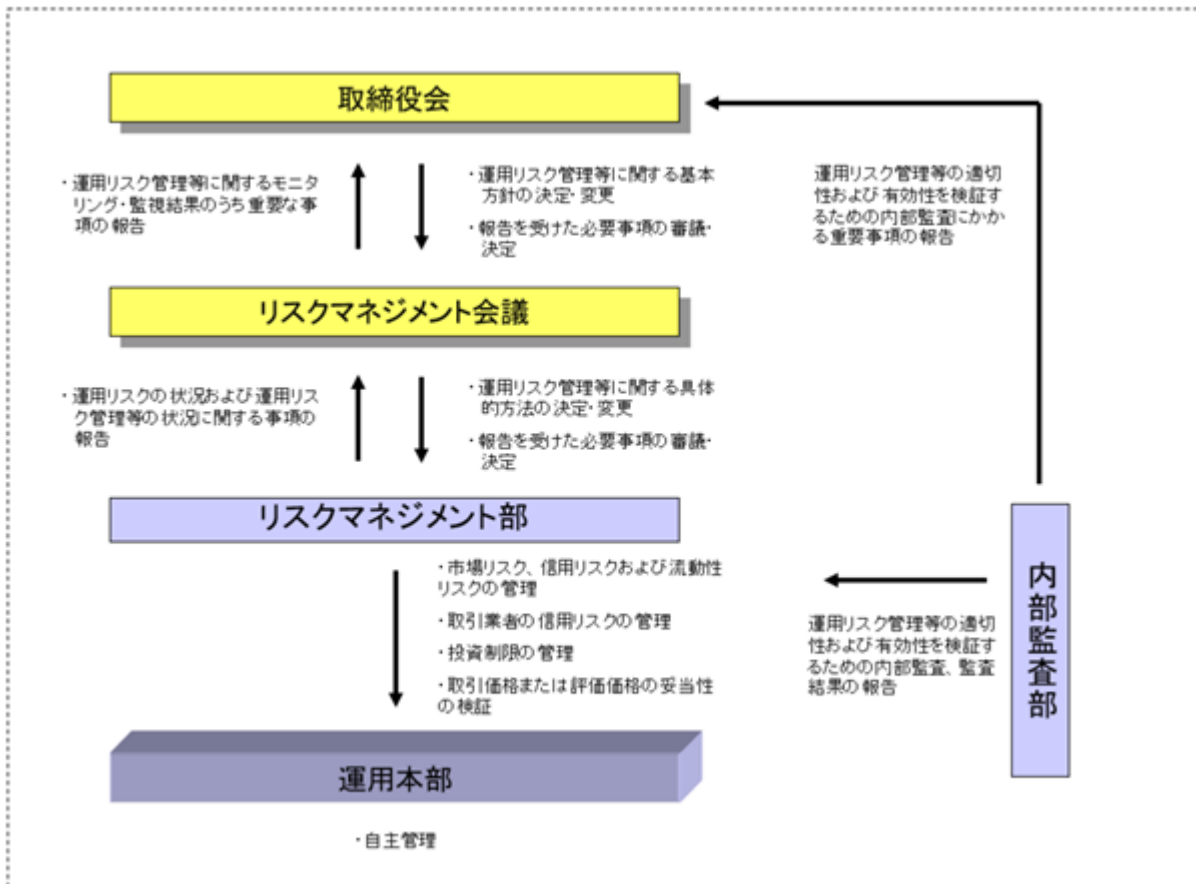 取締役会
・運用リスク管理等に関するモニタ
リング・監視結果のうち重要な事
項の報告
・運用リスク管理等に関する基本
方針の決定・変更
・報告を受けた必要事項の審議・
決定
運用リスク管理等の適切
性および有効性を検証す
るための内部監査にかか
る重要事項の報告
リスクマネジメント会議
・運用リスクの状況および運用リス
ク管理等の状況に関する事項の
報告
・運用リスク管理等に関する具体
的方法の決定・変更
・報告を受けた必要事項の審議・
決定
リスクマネジメント部
・市場リスク、信用リスクおよび流動性
リスクの管理
・取引業者の信用リスクの管理
・投資制限の管理
・取引価格または評価価格の妥当性
の検証
運用リスク管理等の適切
性および有効性を検証す
るための内部監査、監査
結果の報告
内部監査部
運用本部
・自主管理